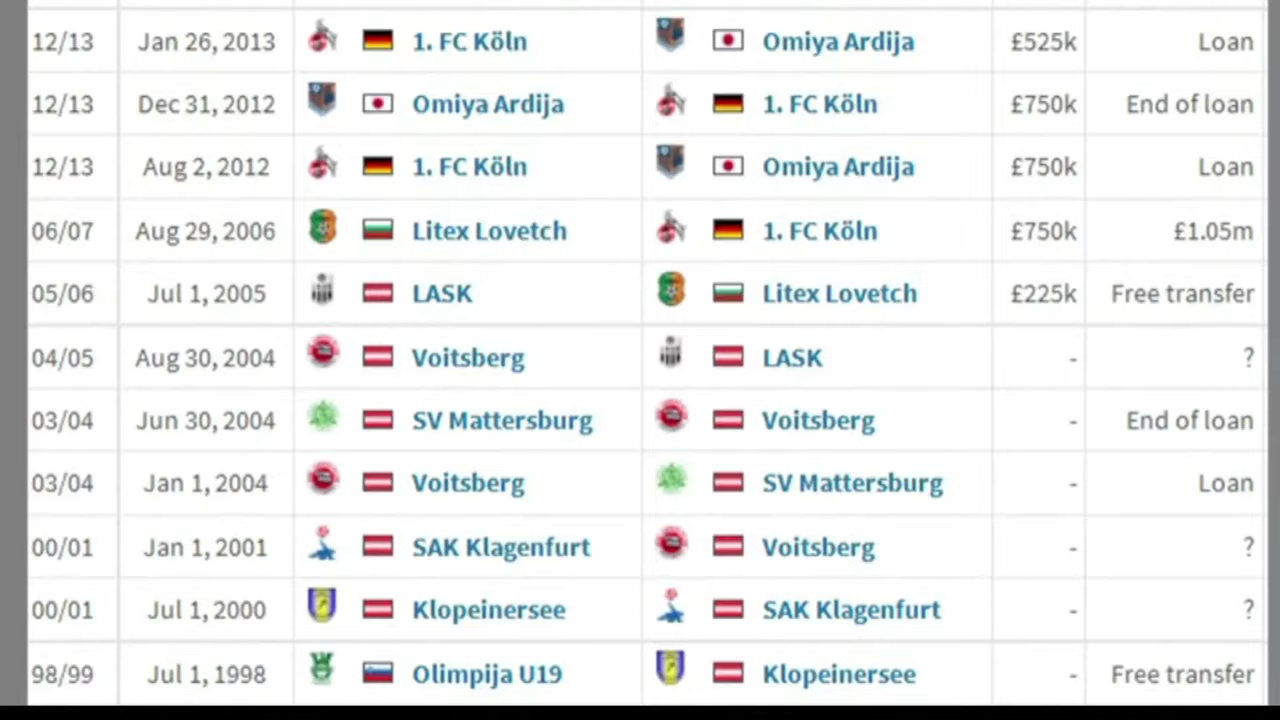 12/13 Jan 26, 2013 1. FC Köln Omiya Ardija £525k Loan
12/13 Dec 31, 2012 Omiya Ardija 1. FC Köln £750k End of loan
12/13 Aug 2, 2012 1. FC Köln Omiya Ardija £750k Loan
06/07 Aug 29, 2006 Litex Lovetch 1. FC Köln £750k £1.05m
05/06 Jul 1, 2005 LASK Litex Lovetch £225k Free transfer
04/05 Aug 30, 2004 Voitsberg LASK - ?
03/04 Jun 30, 2004 SV Mattersburg Voitsberg - End of loan
03/04 Jan 1, 2004 Voitsberg SV Mattersburg - Loan
00/01 Jan 1, 2001 SAK Klagenfurt Voitsberg - ?
00/01 Jul 1, 2000 Klopeinersee SAK Klagenfurt - ?
98/99 Jul 1, 1998 Olimpija U19 Klopeinersee - Free transfer